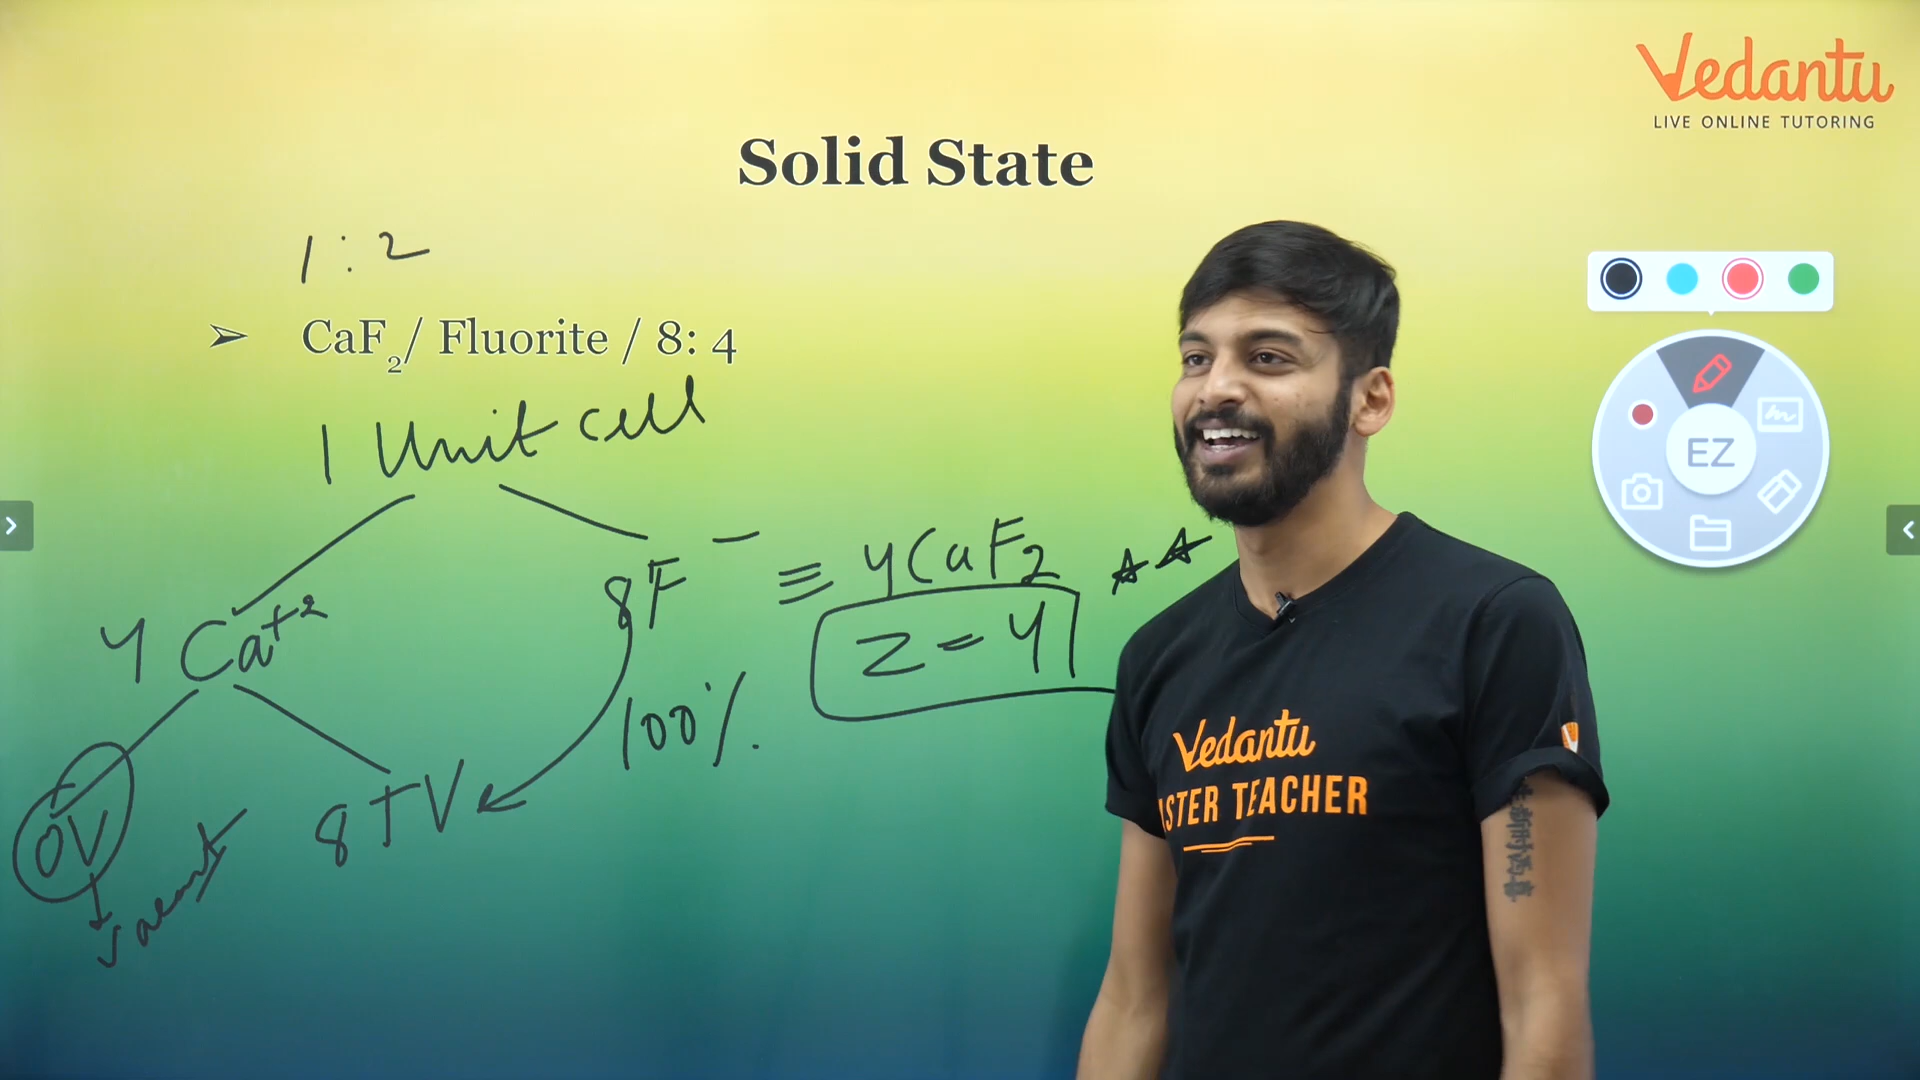 Vedantu
LIVE ONLINE TUTORING
Solid State
1 : 2
➢ CaF₂/ Fluorite / 8: 4
1 Unit cell
4 Ca⁺²
8F⁻ ≡ 4CaF₂
Z = 4
100%.
OV
8 TV
EZ
Vedantu
STER TEACHER